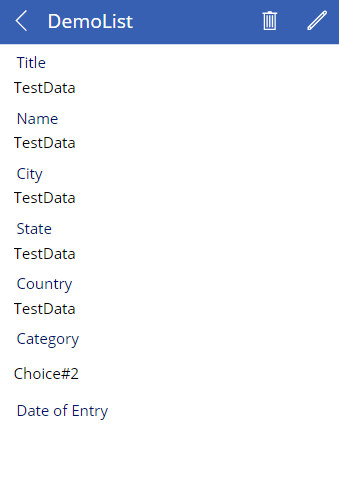 DemoList
Title
TestData
Name
TestData
City
TestData
State
TestData
Country
TestData
Category
Choice#2
Date of Entry